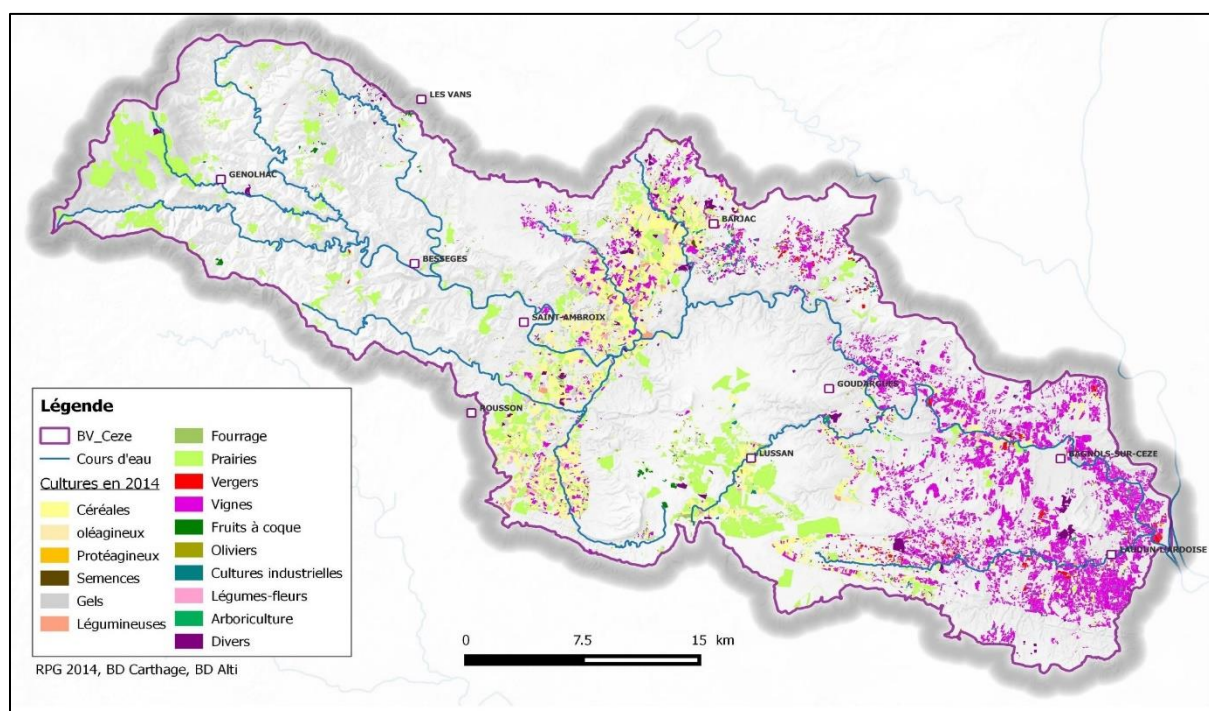 LES VANS
GENOLHAC
BARJAC
BESSEGES
SAINT-AMBROIX
GOUDARGUES
ROUSSON
LUSSAN
BAGNOLS-SUR-CEZE
LAUDUN-L'ARDOISE
Légende
BV_Ceze
Cours d'eau
Cultures en 2014
Céréales
oléagineux
Protéagineux
Semences
Gels
Légumineuses
Fourrage
Prairies
Vergers
Vignes
Fruits à coque
Oliviers
Cultures industrielles
Légumes-fleurs
Arboriculture
Divers
0 7.5 15 km
RPG 2014, BD Carthage, BD Alti